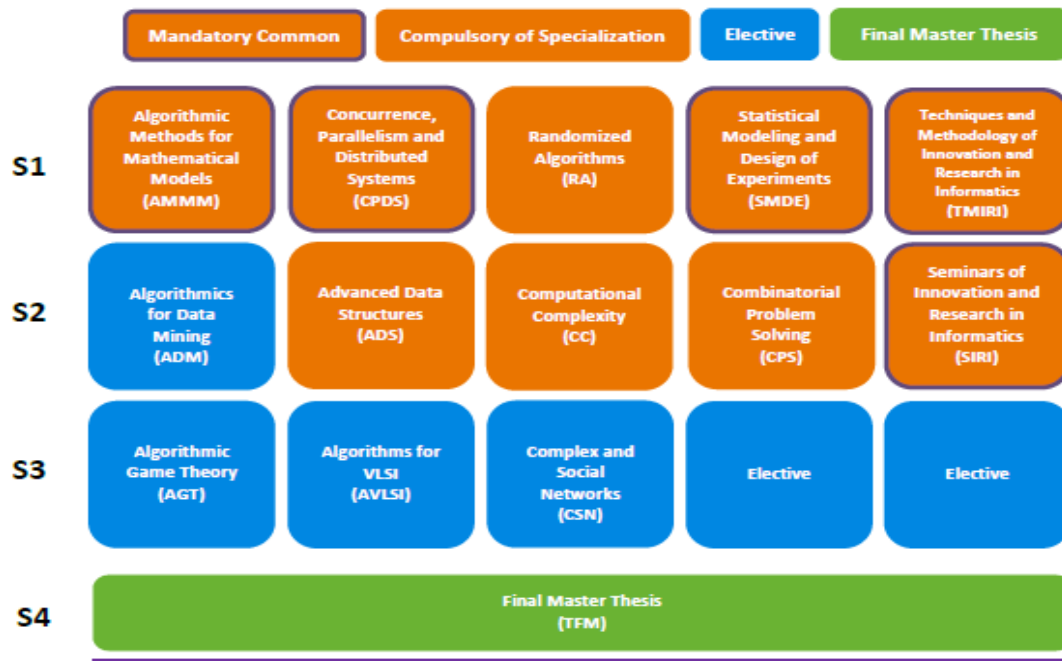 Mandatory Common
Compulsory of Specialization
Elective
Final Master Thesis
S1
Algorithmic
Methods for
Mathematical
Models
(AMMM)
Concurrence,
Parallelism and
Distributed
Systems
(CPDS)
Randomized
Algorithms
(RA)
Statistical
Modeling and
Design of
Experiments
(SMDE)
Techniques and
Methodology of
Innovation and
Research in
Informatics
(TMIRI)
S2
Algorithmics
for Data
Mining
(ADM)
Advanced Data
Structures
(ADS)
Computational
Complexity
(CC)
Combinatorial
Problem
Solving
(CPS)
Seminars of
Innovation and
Research in
Informatics
(SIRI)
S3
Algorithmic
Game Theory
(AGT)
Algorithms for
VLSI
(AVLSI)
Complex and
Social
Networks
(CSN)
Elective
Elective
S4
Final Master Thesis
(TFM)